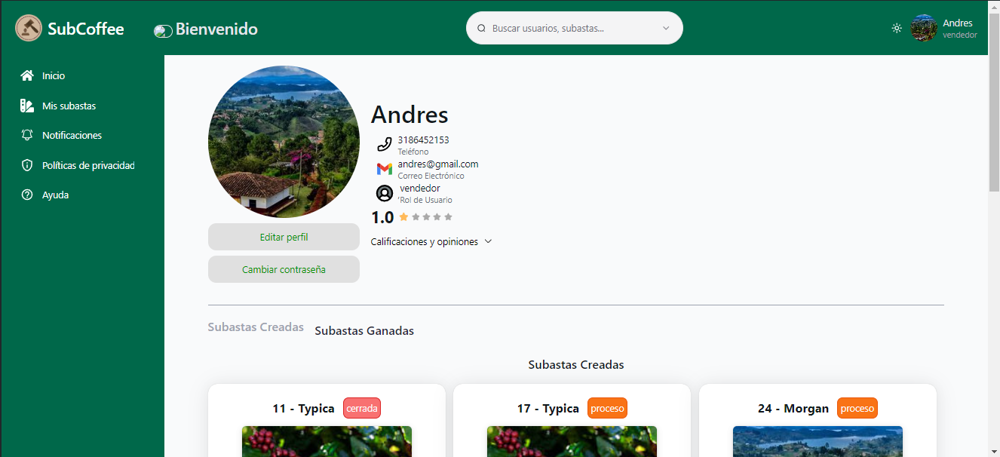 SubCoffee
Bienvenido
Buscar usuarios, subastas...
Andres
vendedor
Inicio
Mis subastas
Notificaciones
Políticas de privacidad
Ayuda
Andres
3186452153
Teléfono
andres@gmail.com
Correo Electrónico
vendedor
'Rol de Usuario
1.0
Calificaciones y opiniones
Editar perfil
Cambiar contraseña
Subastas Creadas
Subastas Ganadas
Subastas Creadas
11 - Typica cerrada
17 - Typica proceso
24 - Morgan proceso